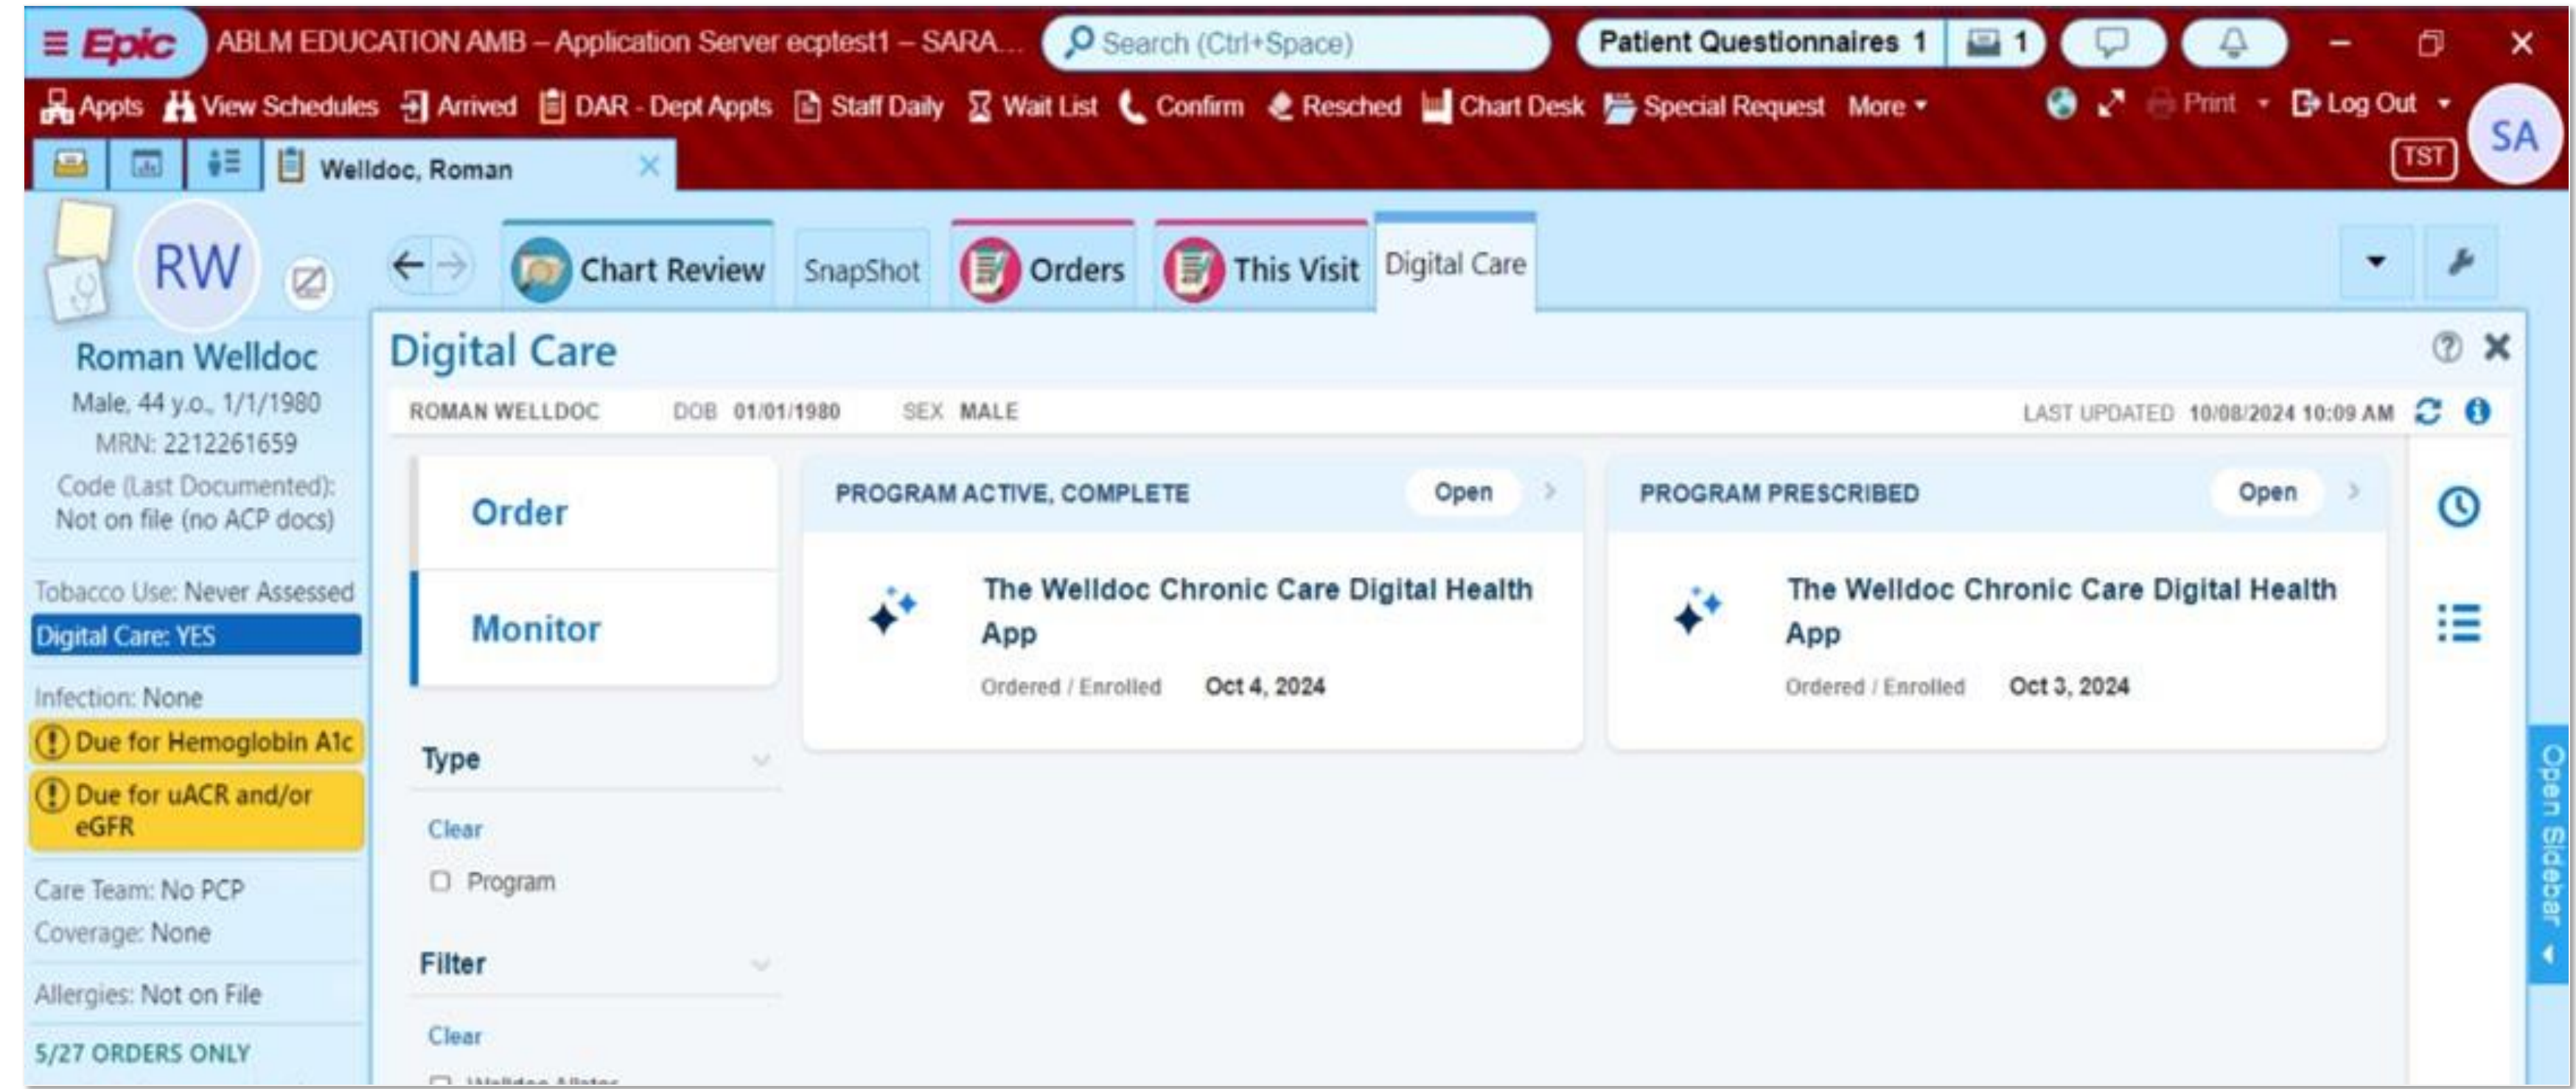 Epic ABLM EDUCATION AMB – Application Server ecptest1 – SARA... Search (Ctrl+Space) Patient Questionnaires 1 1
Appts View Schedules Arrived DAR - Dept Appts Staff Daily Wait List Confirm Resched Chart Desk Special Request More Print Log Out
SA
TST
Welldoc, Roman
RW
Chart Review SnapShot Orders This Visit Digital Care
Roman Welldoc
Male, 44 y.o., 1/1/1980
MRN: 2212261659
Code (Last Documented):
Not on file (no ACP docs)
Tobacco Use: Never Assessed
Digital Care: YES
Infection: None
Due for Hemoglobin A1c
Due for uACR and/or
eGFR
Care Team: No PCP
Coverage: None
Allergies: Not on File
5/27 ORDERS ONLY
Digital Care
ROMAN WELLDOC DOB 01/01/1980 SEX MALE LAST UPDATED 10/08/2024 10:09 AM
Order
Monitor
Type
Clear
Program
Filter
Clear
PROGRAM ACTIVE, COMPLETE Open
The Welldoc Chronic Care Digital Health
App
Ordered / Enrolled Oct 4, 2024
PROGRAM PRESCRIBED Open
The Welldoc Chronic Care Digital Health
App
Ordered / Enrolled Oct 3, 2024
Open Sidebar